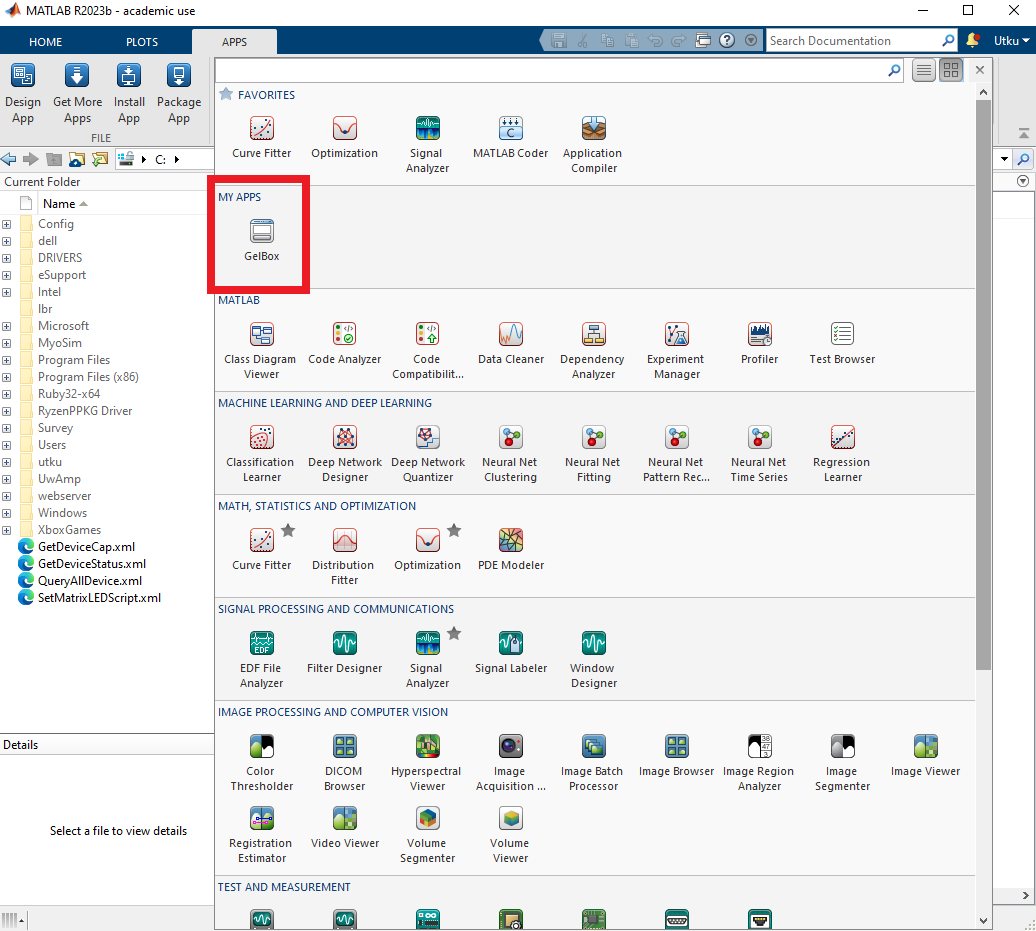 MATLAB R2023b - academic use
HOME PLOTS APPS
Search Documentation
Utku
Design App
Get More Apps
Install App
Package App
FILE
C:
Current Folder
Name
Config
dell
DRIVERS
eSupport
Intel
lbr
Microsoft
MyoSim
Program Files
Program Files (x86)
Ruby32-x64
RyzenPPKG Driver
Survey
Users
utku
UwAmp
webserver
Windows
XboxGames
GetDeviceCap.xml
GetDeviceStatus.xml
QueryAllDevice.xml
SetMatrixLEDScript.xml
Details
Select a file to view details
FAVORITES
Curve Fitter
Optimization
Signal Analyzer
MATLAB Coder
Application Compiler
MY APPS
GelBox
MATLAB
Class Diagram Viewer
Code Analyzer
Code Compatibilit...
Data Cleaner
Dependency Analyzer
Experiment Manager
Profiler
Test Browser
MACHINE LEARNING AND DEEP LEARNING
Classification Learner
Deep Network Designer
Deep Network Quantizer
Neural Net Clustering
Neural Net Fitting
Neural Net Pattern Rec...
Neural Net Time Series
Regression Learner
MATH, STATISTICS AND OPTIMIZATION
Curve Fitter
Distribution Fitter
Optimization
PDE Modeler
SIGNAL PROCESSING AND COMMUNICATIONS
EDF
EDF File Analyzer
Filter Designer
Signal Analyzer
Signal Labeler
Window Designer
IMAGE PROCESSING AND COMPUTER VISION
Color Thresholder
DICOM Browser
Hyperspectral Viewer
Image Acquisition ...
Image Batch Processor
Image Browser
Image Region Analyzer
Image Segmenter
Image Viewer
Registration Estimator
Video Viewer
Volume Segmenter
Volume Viewer
TEST AND MEASUREMENT